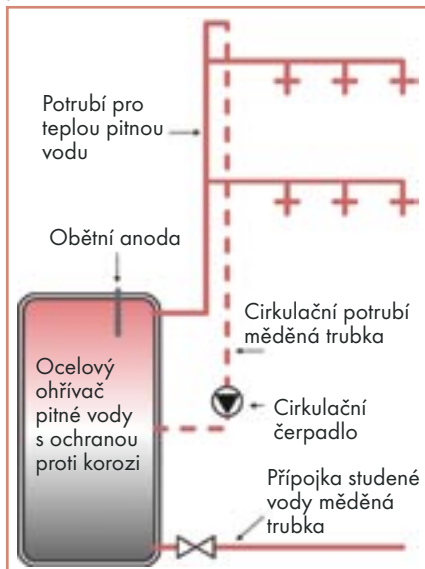 Potrubí pro
teplou pitnou
vodu
Obětní anoda
Ocelový
ohřívač
pitné vody
s ochranou
proti korozi
Cirkulační potrubí
měděná trubka
Cirkulační
čerpadlo
Přípojka studené
vody měděná
trubka